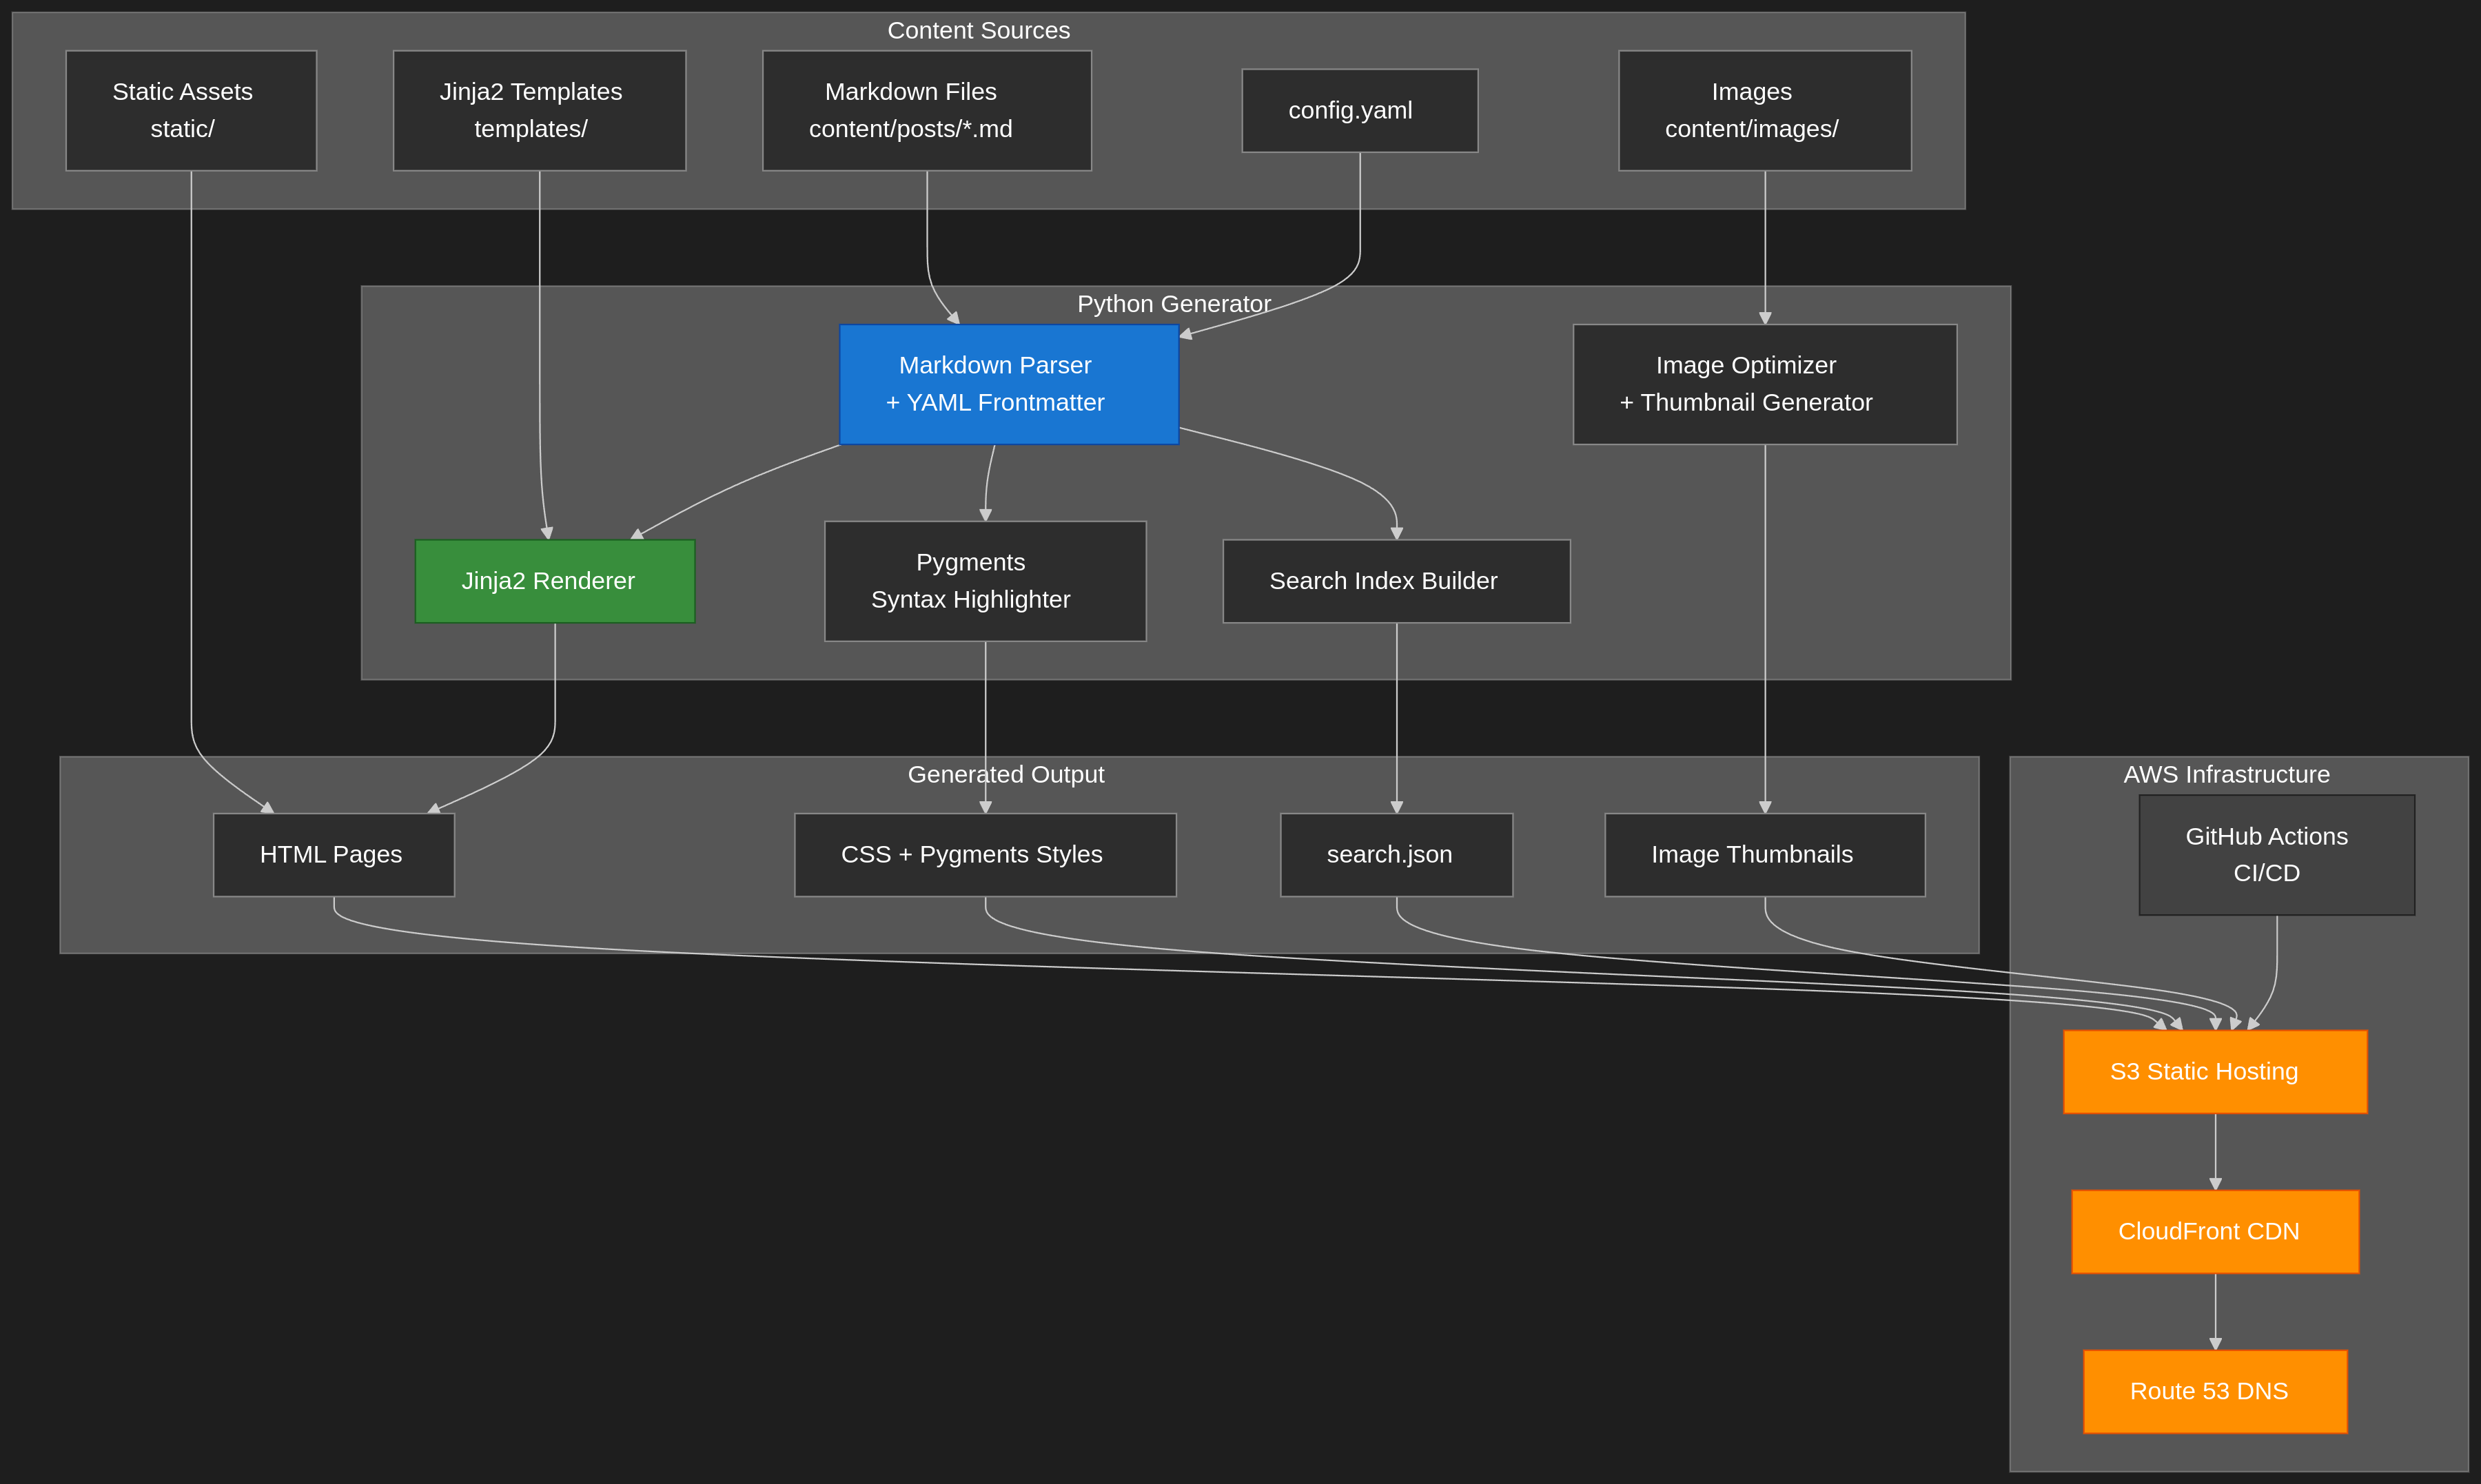 Content Sources
Static Assets
static/
Jinja2 Templates
templates/
Markdown Files
content/posts/*.md
config.yaml
Images
content/images/
Python Generator
Markdown Parser
+ YAML Frontmatter
Image Optimizer
+ Thumbnail Generator
Jinja2 Renderer
Pygments
Syntax Highlighter
Search Index Builder
Generated Output
HTML Pages
CSS + Pygments Styles
search.json
Image Thumbnails
AWS Infrastructure
GitHub Actions
CI/CD
S3 Static Hosting
CloudFront CDN
Route 53 DNS